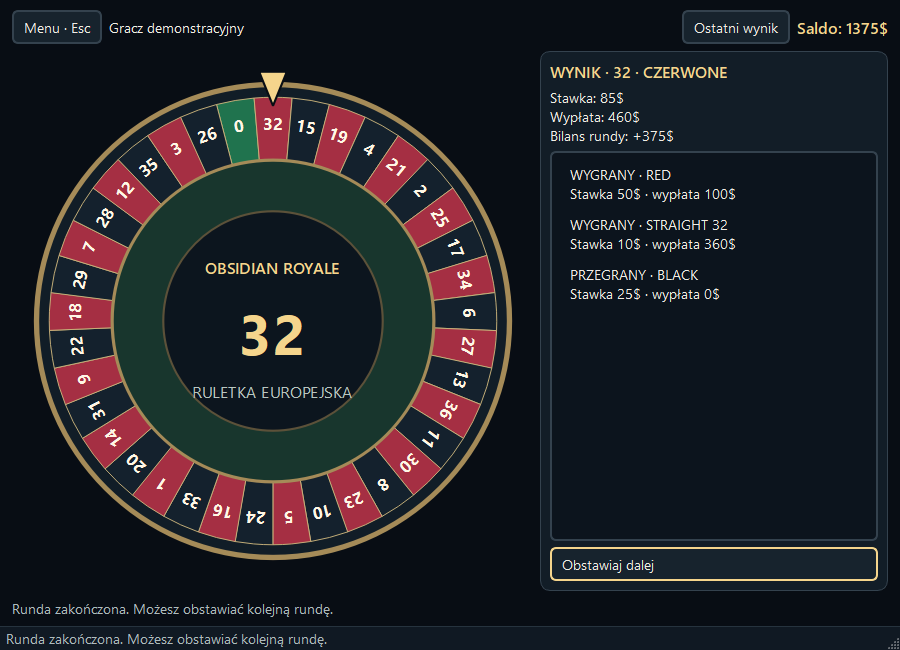 Menu · Esc
Gracz demonstracyjny
Ostatni wynik
Saldo: 1375$
0
32
15
19
4
21
2
25
17
34
6
27
13
36
11
30
8
23
10
5
24
16
33
1
20
14
31
9
22
18
29
7
28
12
35
3
26
OBSIDIAN ROYALE
32
RULETKA EUROPEJSKA
WYNIK · 32 · CZERWONE
Stawka: 85$
Wypłata: 460$
Bilans rundy: +375$
WYGRANY · RED
Stawka 50$ · wypłata 100$
WYGRANY · STRAIGHT 32
Stawka 10$ · wypłata 360$
PRZEGRANY · BLACK
Stawka 25$ · wypłata 0$
Obstawiaj dalej
Runda zakończona. Możesz obstawiać kolejną rundę.
Runda zakończona. Możesz obstawiać kolejną rundę.